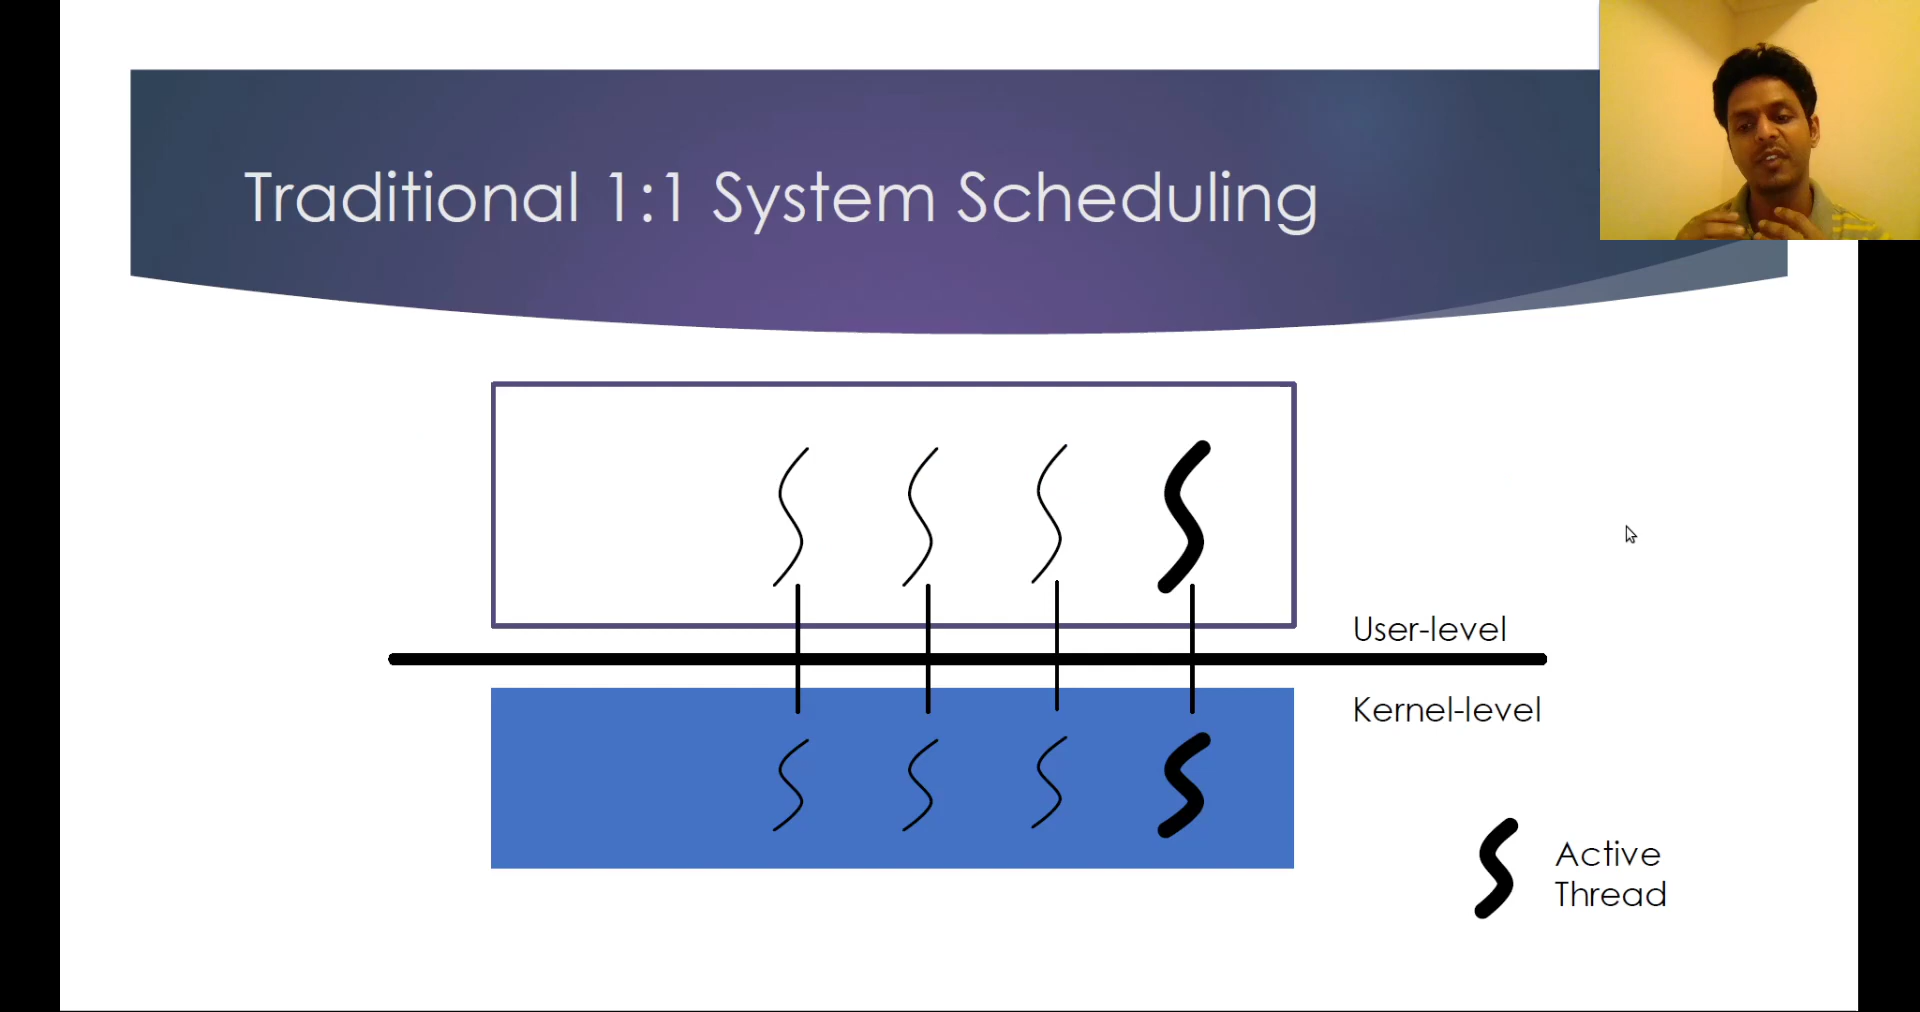 Traditional 1:1 System Scheduling
User-level
Kernel-level
Active
Thread